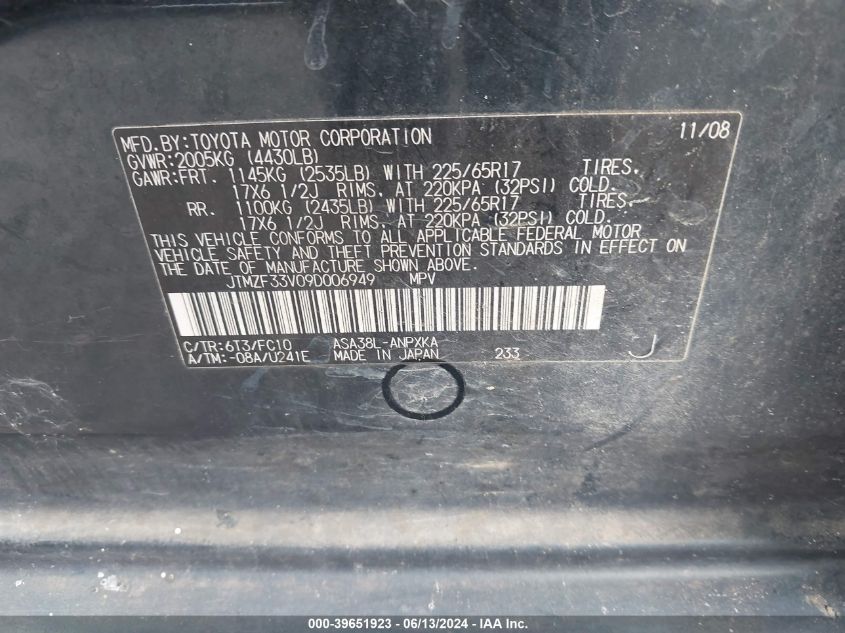 MFD.BY:TOYOTA MOTOR CORPORATION 11/08
GVWR:2005KG (4430LB)
GAWR:FRT. 1145KG (2535LB) WITH 225/65R17 TIRES,
17X6 1/2J RIMS, AT 220KPA (32PSI) COLD.
RR. 1100KG (2435LB) WITH 225/65R17 TIRES,
17X6 1/2J RIMS, AT 220KPA (32PSI) COLD.
THIS VEHICLE CONFORMS TO ALL APPLICABLE FEDERAL MOTOR
VEHICLE SAFETY AND THEFT PREVENTION STANDARDS IN EFFECT ON
THE DATE OF MANUFACTURE SHOWN ABOVE.
JTMZF33V09D006949 MPV
C/TR:6T3/FC10 ASA38L-ANPXKA
A/TM:-08A/U241E MADE IN JAPAN 233 J
000-39651923 - 06/13/2024 - IAA Inc.